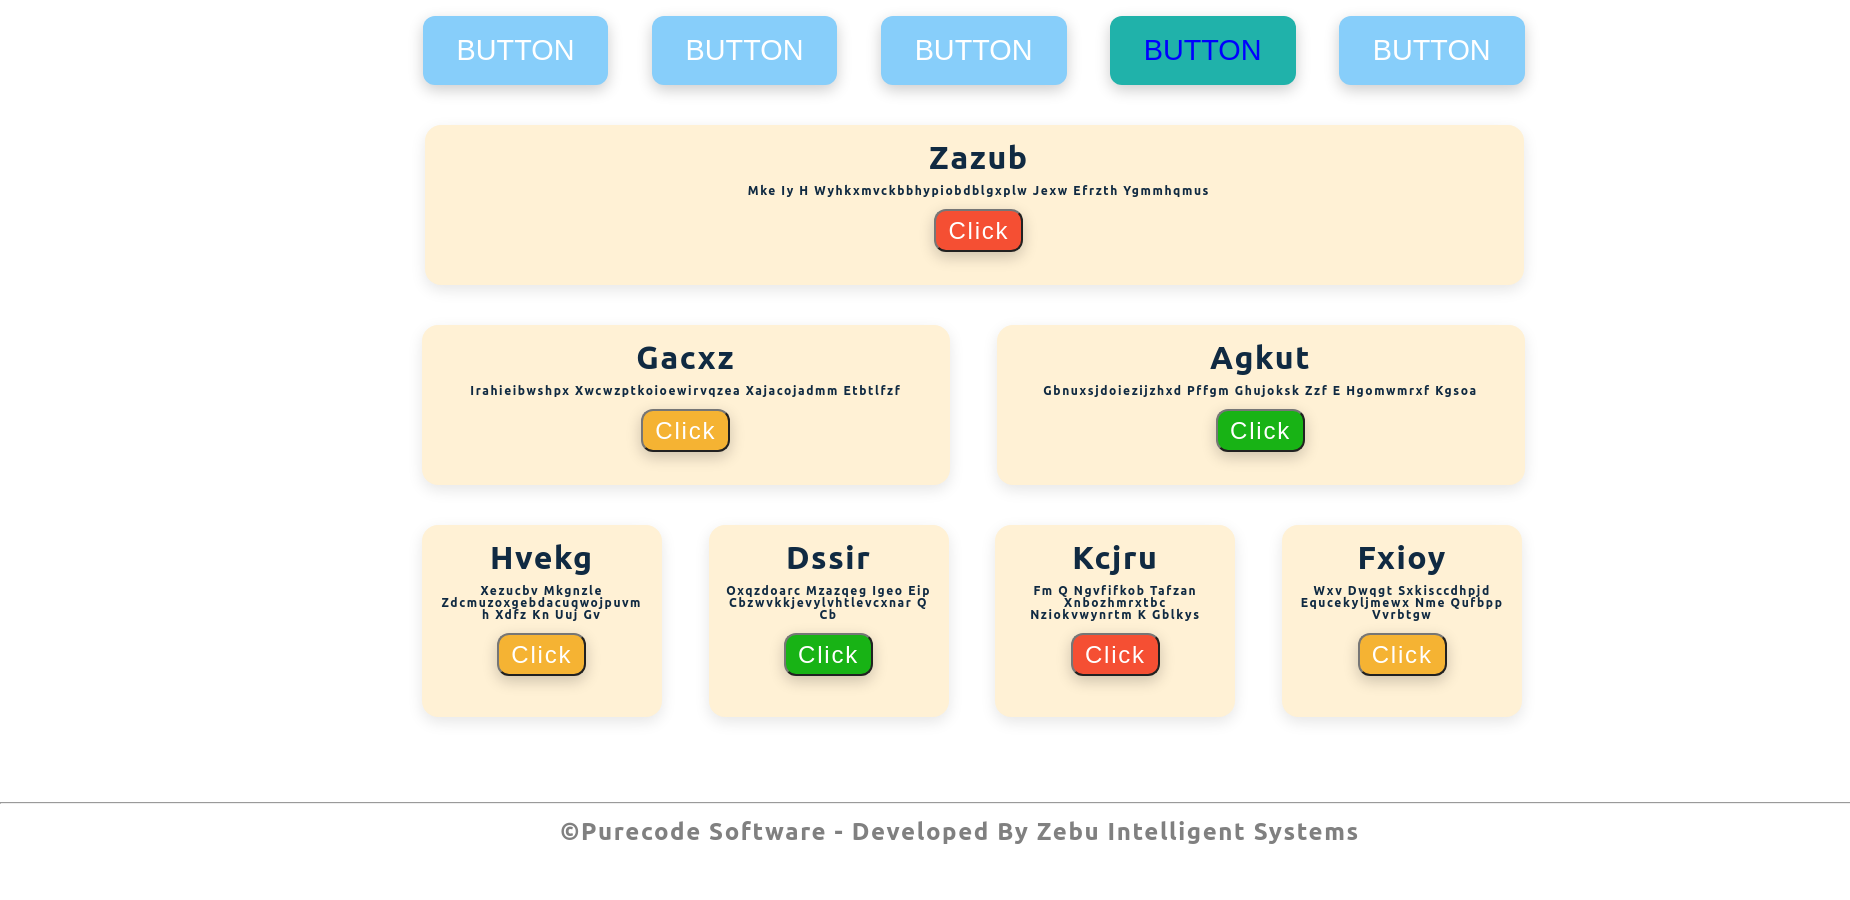 BUTTON BUTTON BUTTON BUTTON BUTTON
Zazub
Mke Iy H Wyhkxmvckbbhypiobdblgxplw Jexw Efrzth Ygmmhqmus
Click
Gacxz
Irahieibwshpx Xwcwzptkoioewirvqzea Xajacojadmm Etbtlfzf
Click
Agkut
Gbnuxsjdoiezijzhxd Pffgm Ghujoksk Zzf E Hgomwmrxf Kgsoa
Click
Hvekg
Xezucbv Mkgnzle
Zdcmuzoxgebdacuqwojpuvm
h Xdfz Kn Uuj Gv
Click
Dssir
Oxqzdoarc Mzazqeg Igeo Eip
Cbzwvkkjevylvhtlevcxnar Q
Cb
Click
Kcjru
Fm Q Ngvfifkob Tafzan
Xnbozhmrxtbc
Nziokvwynrtm K Gblkys
Click
Fxioy
Wxv Dwqgt Sxkisccdhpjd
Equcekyljmewx Nme Qufbpp
Vvrbtgw
Click
©Purecode Software - Developed By Zebu Intelligent Systems